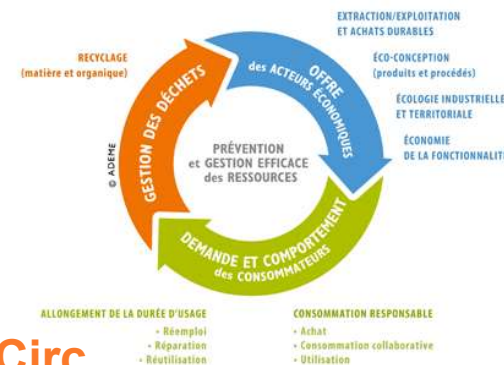 EXTRACTION/EXPLOITATION
ET ACHATS DURABLES
RECYCLAGE
(matière et organique)
ÉCO-CONCEPTION
(produits et procédés)
ÉCOLOGIE INDUSTRIELLE
ET TERRITORIALE
ÉCONOMIE
DE LA FONCTIONNALITÉ
GESTION DES DÉCHETS
OFFRE
des ACTEURS ÉCONOMIQUES
PRÉVENTION
et GESTION EFFICACE
des RESSOURCES
© ADEME
DEMANDE ET COMPORTEMENT
des CONSOMMATEURS
ALLONGEMENT DE LA DURÉE D'USAGE
• Réemploi
• Réparation
• Réutilisation
CONSOMMATION RESPONSABLE
• Achat
• Consommation collaborative
• Utilisation
Circ